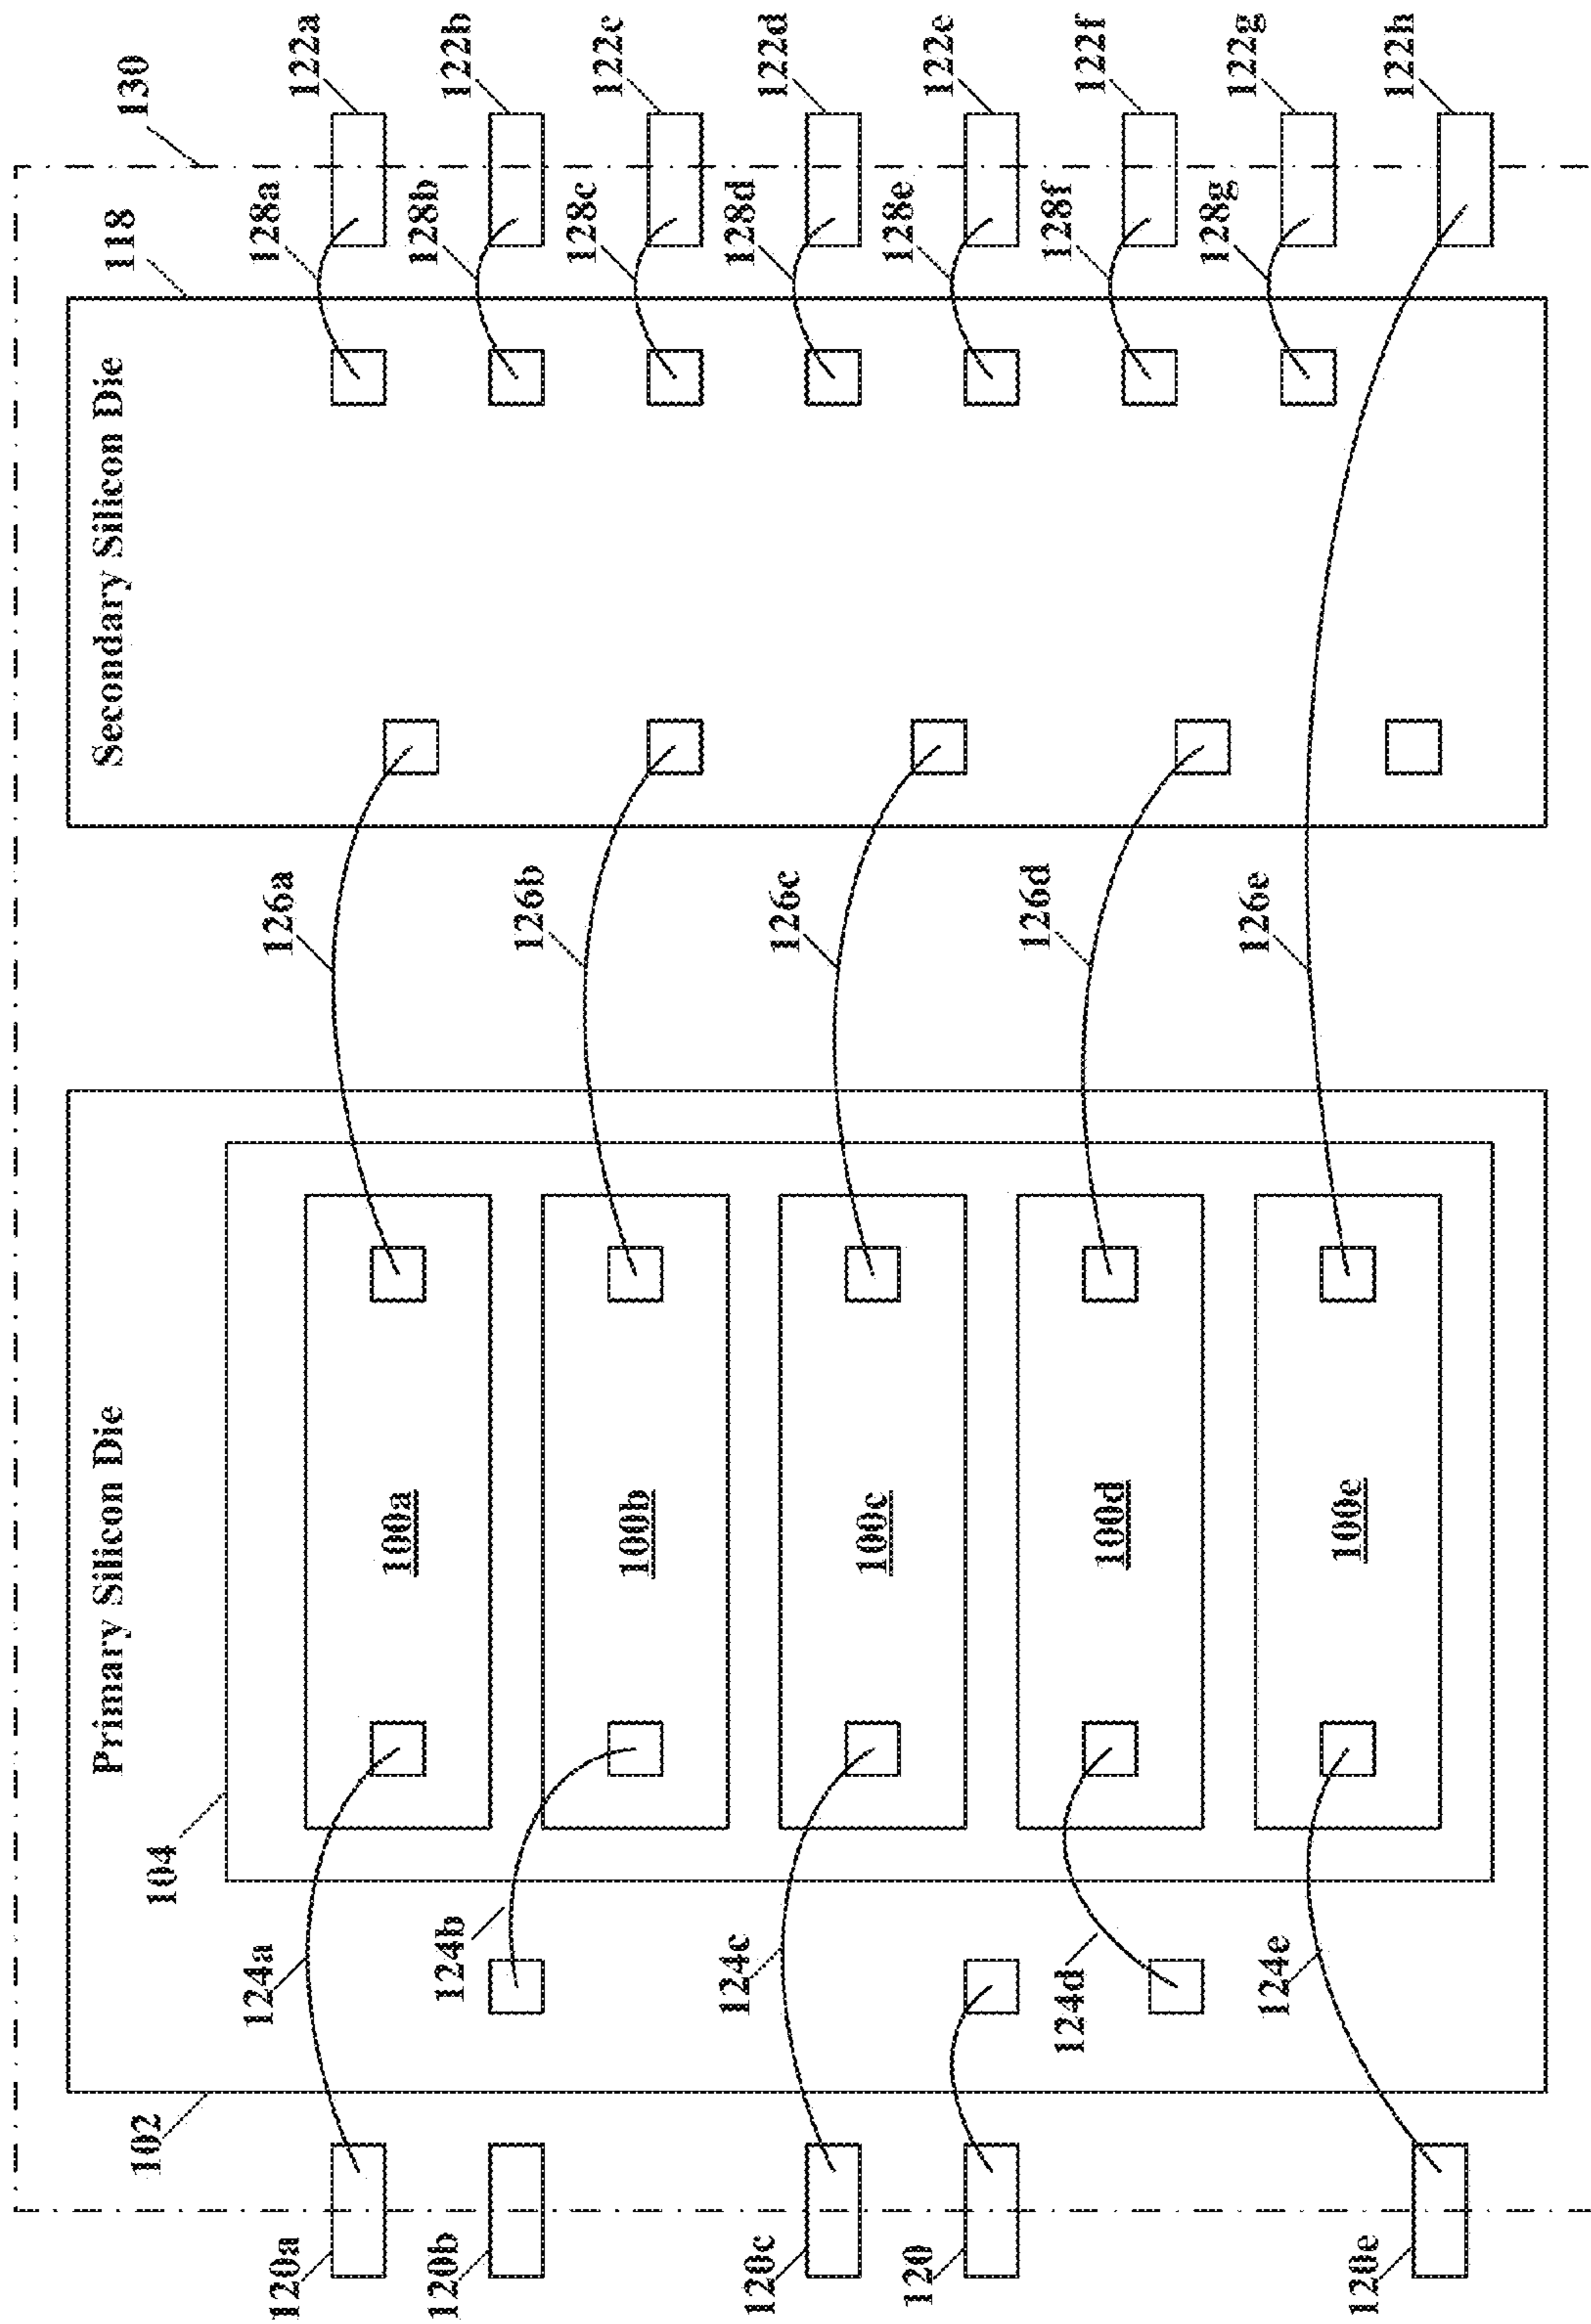 130
118
102
104
Primary Silicon Die
Secondary Silicon Die
120a
120b
120c
120
120e
124a
124b
124c
124d
124e
100a
100b
100c
100d
100e
126a
126b
126c
126d
126e
128a
128b
128c
128d
128e
128f
128g
122a
122b
122c
122d
122e
122f
122g
122h